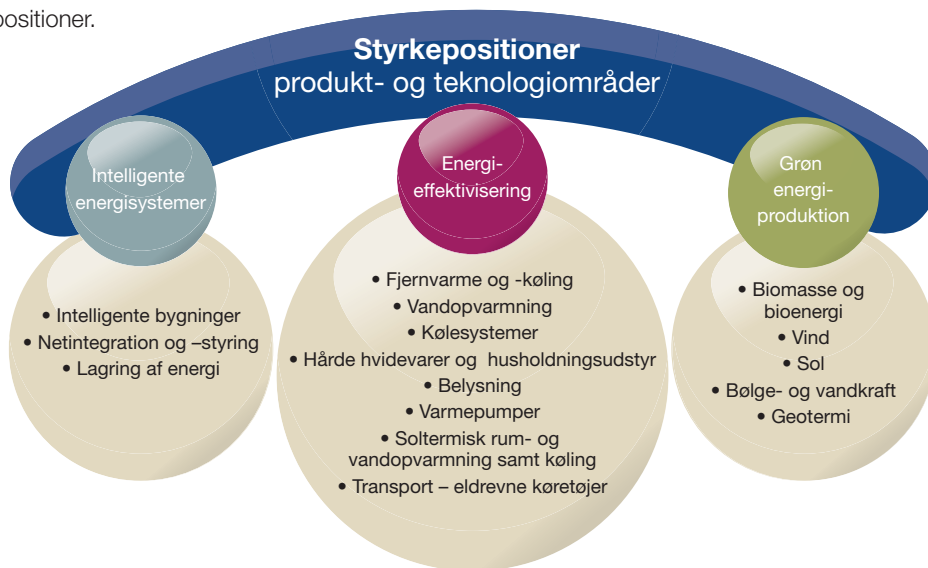 positioner.
Styrkepositioner
produkt- og teknologiområder
Intelligente
energisystemer
• Intelligente bygninger
• Netintegration og –styring
• Lagring af energi
Energi-
effektivisering
• Fjernvarme og -køling
• Vandopvarmning
• Kølesystemer
• Hårde hvidevarer og husholdningsudstyr
• Belysning
• Varmepumper
• Soltermisk rum- og
vandopvarmning samt køling
• Transport – eldrevne køretøjer
Grøn
energi-
produktion
• Biomasse og
bioenergi
• Vind
• Sol
• Bølge- og vandkraft
• Geotermi